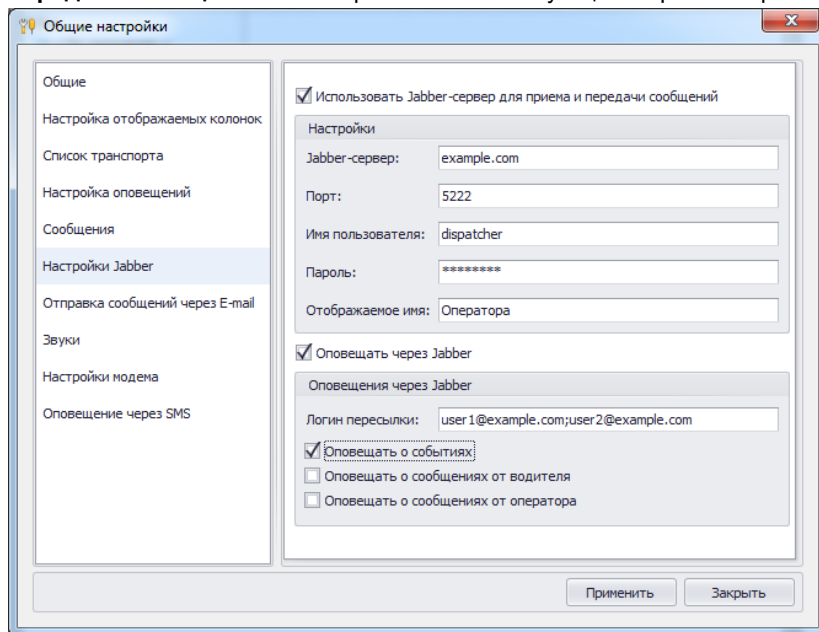 Общие настройки
Общие
Настройка отображаемых колонок
Список транспорта
Настройка оповещений
Сообщения
Настройки Jabber
Отправка сообщений через E-mail
Звуки
Настройки модема
Оповещение через SMS
Использовать Jabber-сервер для приема и передачи сообщений
Настройки
Jabber-сервер: example.com
Порт: 5222
Имя пользователя: dispatcher
Пароль: ********
Отображаемое имя: Оператора
Оповещать через Jabber
Оповещения через Jabber
Логин пересылки: user1@example.com;user2@example.com
Оповещать о событиях
Оповещать о сообщениях от водителя
Оповещать о сообщениях от оператора
Применить Закрыть